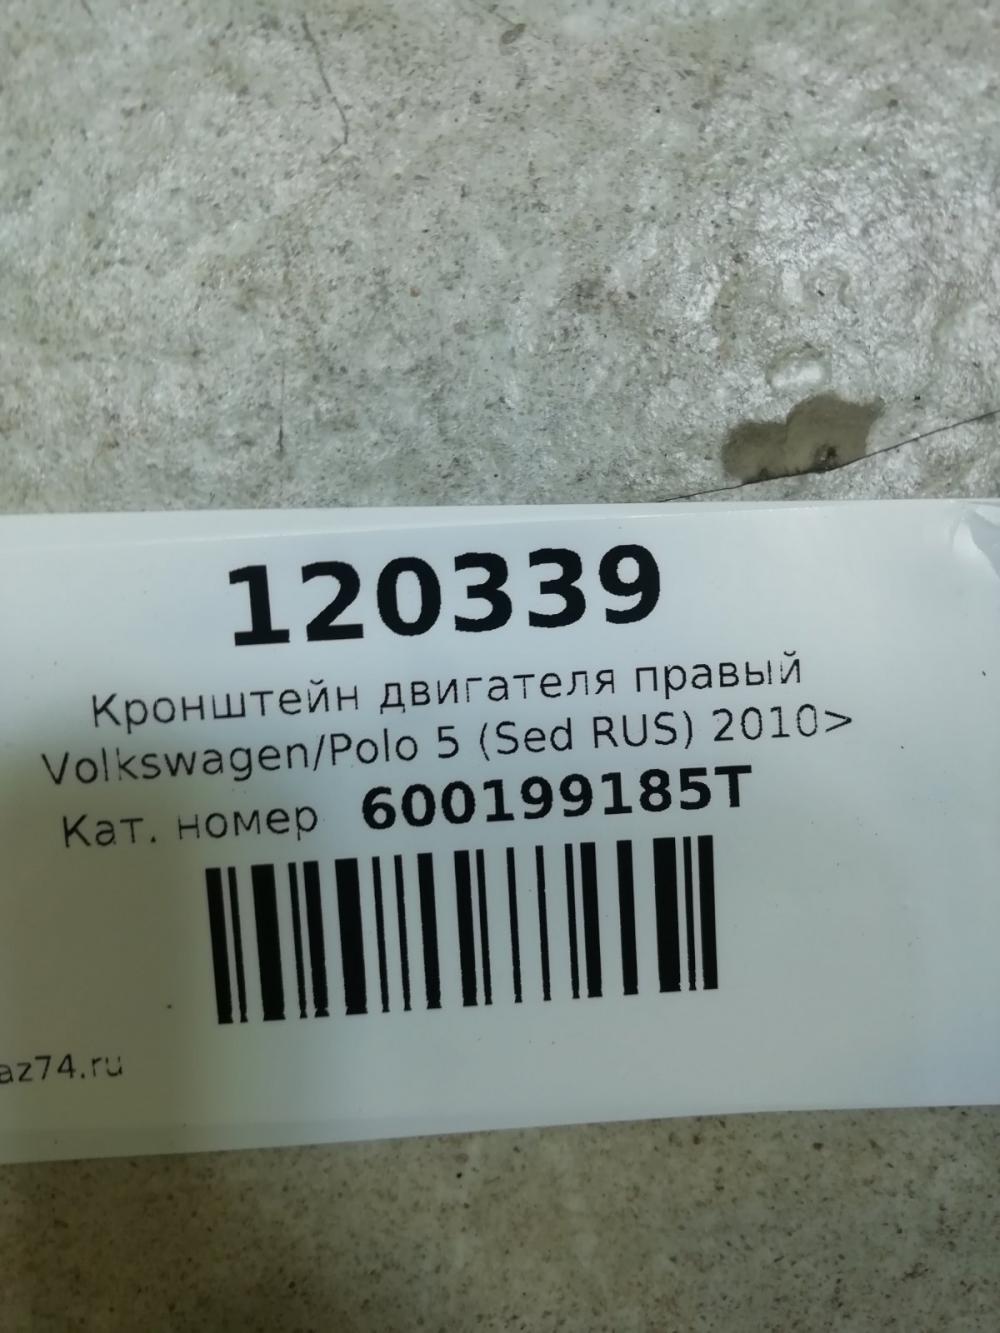 120339
Кронштейн двигателя правый
Volkswagen/Polo 5 (Sed RUS) 2010>
Кат. номер 600199185T
az74.ru